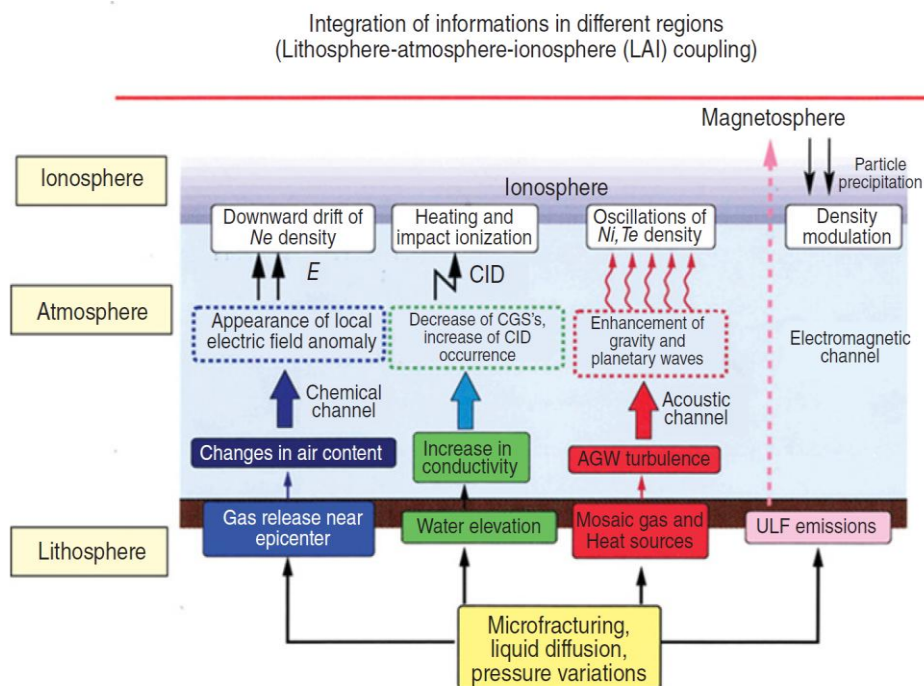 Integration of informations in different regions
(Lithosphere-atmosphere-ionosphere (LAI) coupling)
Magnetosphere
Particle
precipitation
Ionosphere
Ionosphere
Downward drift of
Ne density
Heating and
impact ionization
Oscillations of
Ni,Te density
Density
modulation
E
CID
Atmosphere
Appearance of local
electric field anomaly
Decrease of CGS's,
increase of CID
occurrence
Enhancement of
gravity and
planetary waves
Electromagnetic
channel
Chemical
channel
Acoustic
channel
Changes in air content
Increase in
conductivity
AGW turbulence
Lithosphere
Gas release near
epicenter
Water elevation
Mosaic gas and
Heat sources
ULF emissions
Microfracturing,
liquid diffusion,
pressure variations